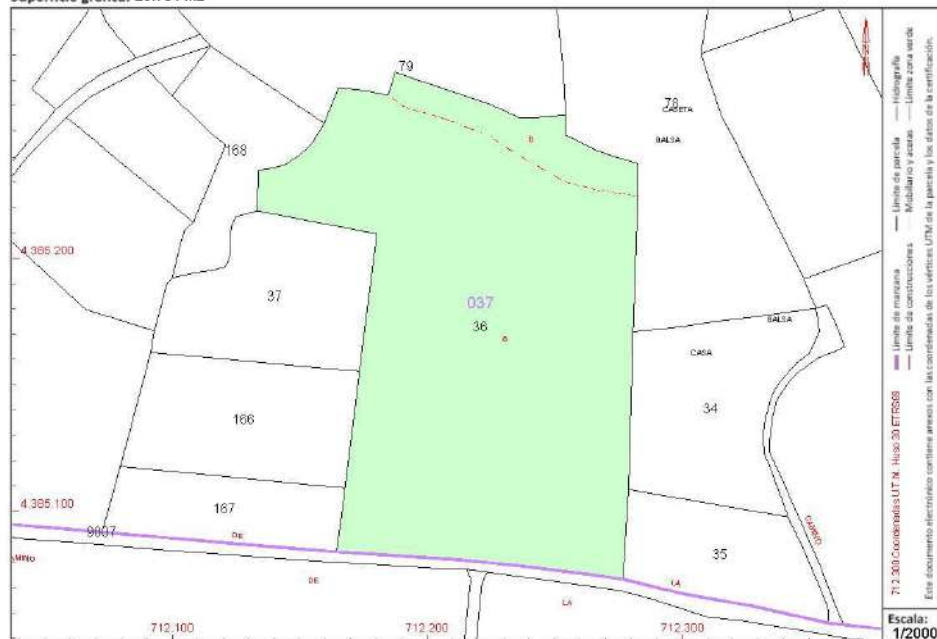 79
78
CASETA
BALSA
168
B
4.385.200
37
037
36
a
BALSA
CASA
34
166
4.385.100
167
9007
DE
CAMINO
35
DE
LA
LA
712.100
712.200
712.300
712.300 Coordenadas U.T.M. Huso 30 ETRS89
Límite de manzana
Límite de parcela
Hidrografía
Límite de construcciones
Mobiliario y aceras
Límite zona verde
Este documento electrónico contiene anexos con las coordenadas de los vértices UTM de la parcela y los datos de la certificación.
Escala:
1/2000